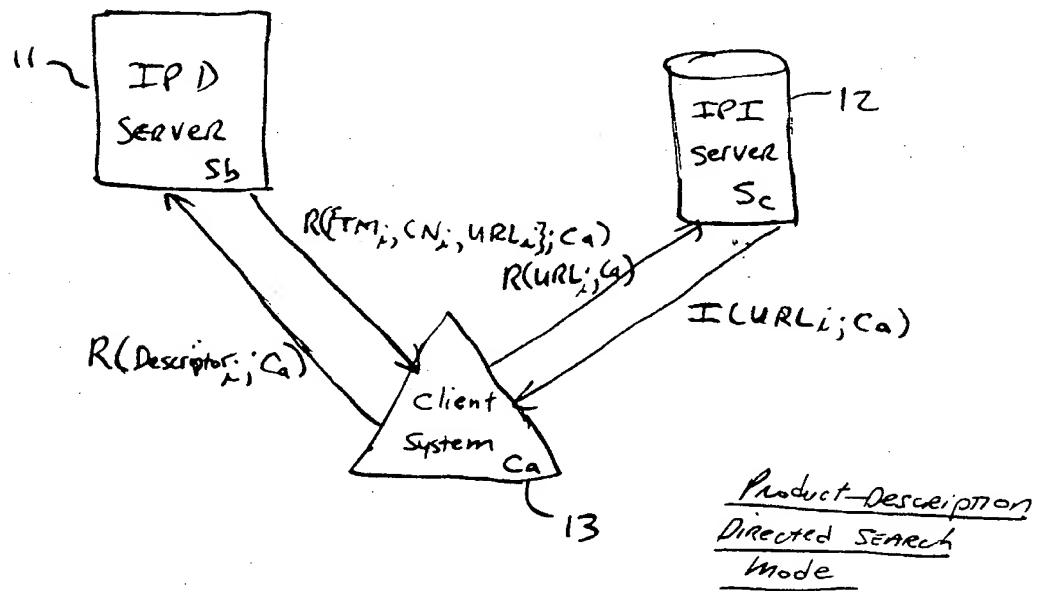 11
IPD
Server
Sb
IPI
Server
Sc
12
R({TMi, CNi, URLi}; Ca)
R(URLi; Ca)
I(URLi; Ca)
R(Descriptori; Ca)
Client
System
Ca
13
Product-Description
Directed Search
Mode